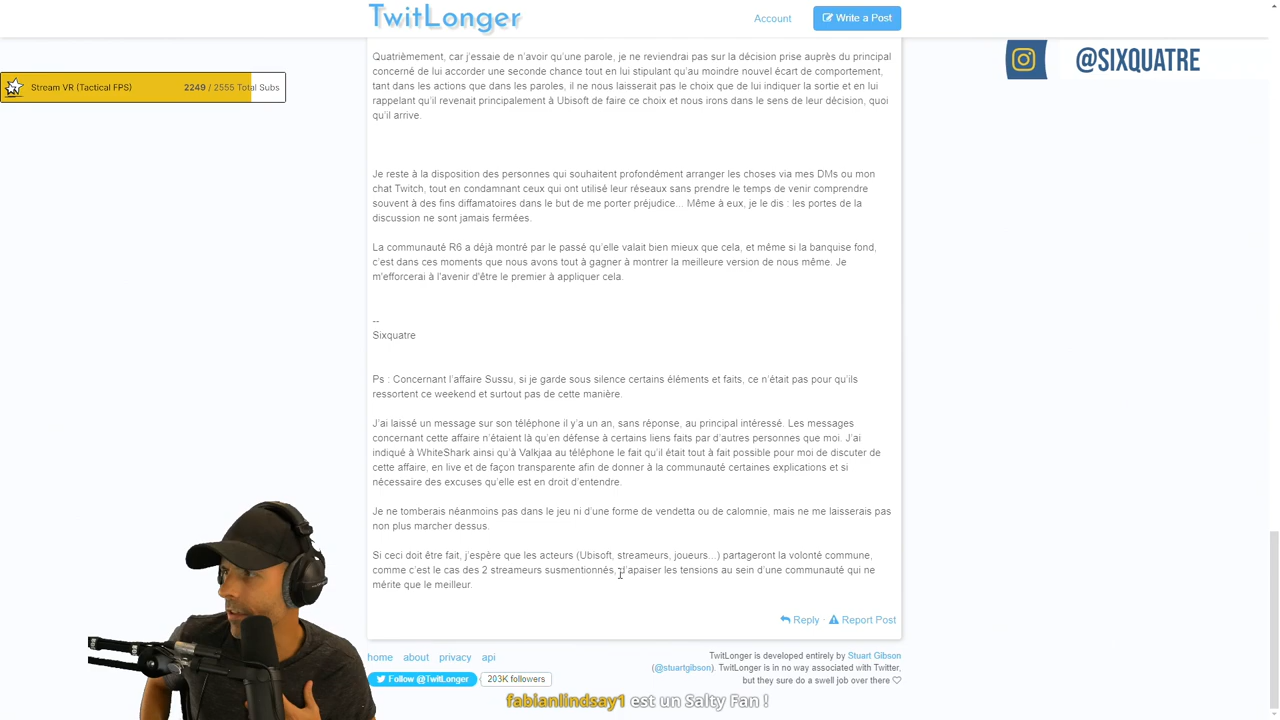 TwitLonger
Account
Write a Post
@SIXQUATRE
Stream VR (Tactical FPS)
2249 / 2555 Total Subs
Quatrièmement, car j'essaie de n'avoir qu'une parole, je ne reviendrai pas sur la décision prise auprès du principal
concerné de lui accorder une seconde chance tout en lui stipulant qu'au moindre nouvel écart de comportement,
tant dans les actions que dans les paroles, il ne nous laisserait pas le choix que de lui indiquer la sortie et en lui
rappelant qu'il revenait principalement à Ubisoft de faire ce choix et nous irons dans le sens de leur décision, quoi
qu'il arrive.
Je reste à la disposition des personnes qui souhaitent profondément arranger les choses via mes DMs ou mon
chat Twitch, tout en condamnant ceux qui ont utilisé leur réseaux sans prendre le temps de venir comprendre
souvent à des fins diffamatoires dans le but de me porter préjudice... Même à eux, je le dis : les portes de la
discussion ne sont jamais fermées.
La communauté R6 a déjà montré par le passé qu'elle valait bien mieux que cela, et même si la banquise fond,
c'est dans ces moments que nous avons tout à gagner à montrer la meilleure version de nous même. Je
m'efforcerai à l'avenir d'être le premier à appliquer cela.
--
Sixquatre
Ps : Concernant l'affaire Sussu, si je garde sous silence certains éléments et faits, ce n'était pas pour qu'ils
ressortent ce weekend et surtout pas de cette manière.
J'ai laissé un message sur son téléphone il y'a un an, sans réponse, au principal intéressé. Les messages
concernant cette affaire n'étaient là qu'en défense à certains liens faits par d'autres personnes que moi. J'ai
indiqué à WhiteShark ainsi qu'à Valkjaa au téléphone le fait qu'il était tout à fait possible pour moi de discuter de
cette affaire, en live et de façon transparente afin de donner à la communauté certaines explications et si
nécessaire des excuses qu'elle est en droit d'entendre.
Je ne tomberais néanmoins pas dans le jeu ni d'une forme de vendetta ou de calomnie, mais ne me laisserais pas
non plus marcher dessus.
Si ceci doit être fait, j'espère que les acteurs (Ubisoft, streameurs, joueurs...) partageront la volonté commune,
comme c'est le cas des 2 streameurs susmentionnés, d'apaiser les tensions au sein d'une communauté qui ne
mérite que le meilleur.
Reply · Report Post
home about privacy api
Follow @TwitLonger
203K followers
TwitLonger is developed entirely by Stuart Gibson
(@stuartgibson). TwitLonger is in no way associated with Twitter,
but they sure do a swell job over there
fabianlindsay1 est un Salty Fan !